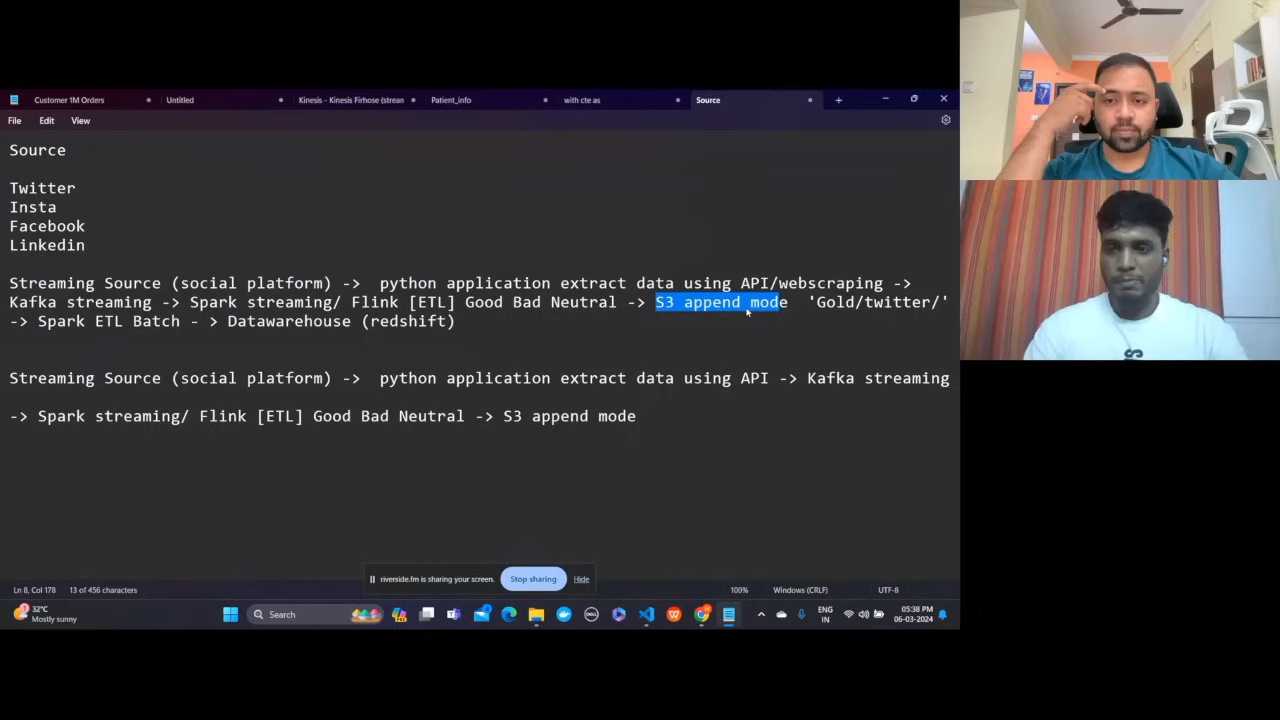 Customer 1M Orders
Untitled
Kinesis - Kinesis Firhose (strean
Patient_info
with cte as
Source
File
Edit
View
Source
Twitter
Insta
Facebook
Linkedin
Streaming Source (social platform) -> python application extract data using API/webscraping ->
Kafka streaming -> Spark streaming/ Flink [ETL] Good Bad Neutral -> S3 append mode 'Gold/twitter/'
-> Spark ETL Batch - > Datawarehouse (redshift)
Streaming Source (social platform) -> python application extract data using API -> Kafka streaming
-> Spark streaming/ Flink [ETL] Good Bad Neutral -> S3 append mode
riverside.fm is sharing your screen.
Stop sharing
Hide
Ln 8, Col 178
13 of 456 characters
100%
Windows (CRLF)
UTF-8
32°C
Mostly sunny
Search
ENG
IN
05:38 PM
06-03-2024